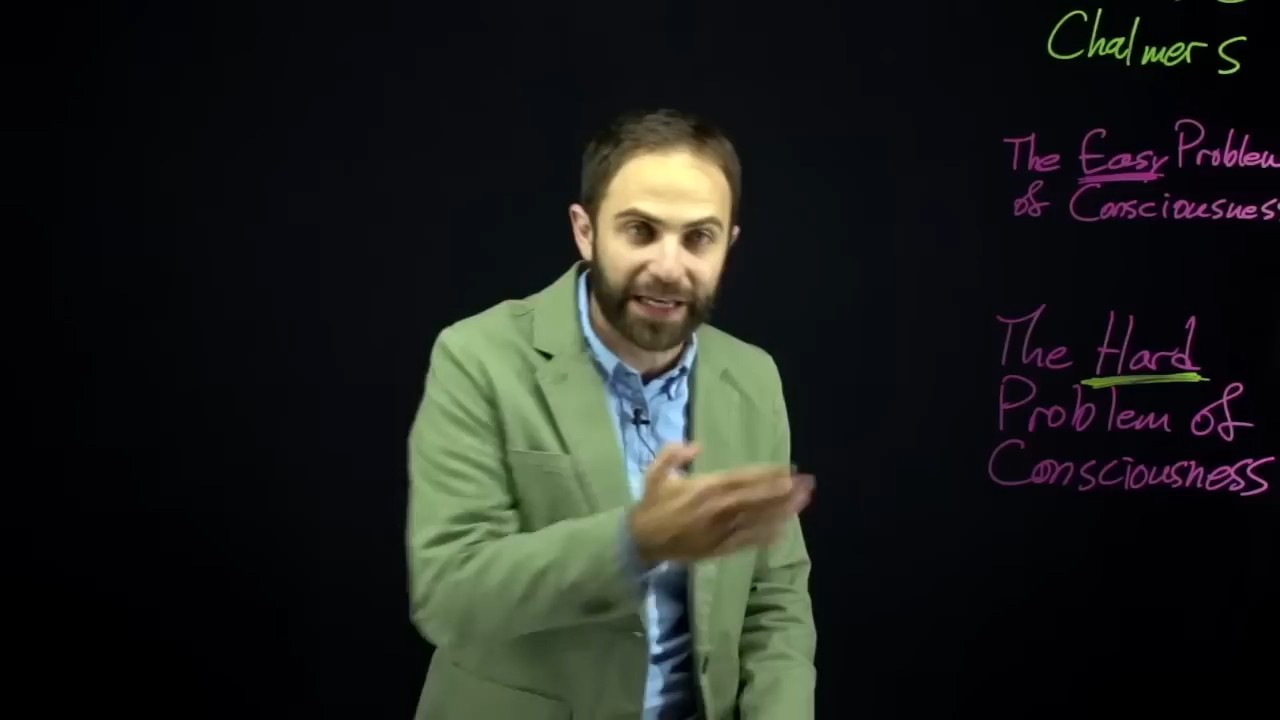 Chalmers
The Easy Problem
of Consciousness
The Hard
Problem of
Consciousness